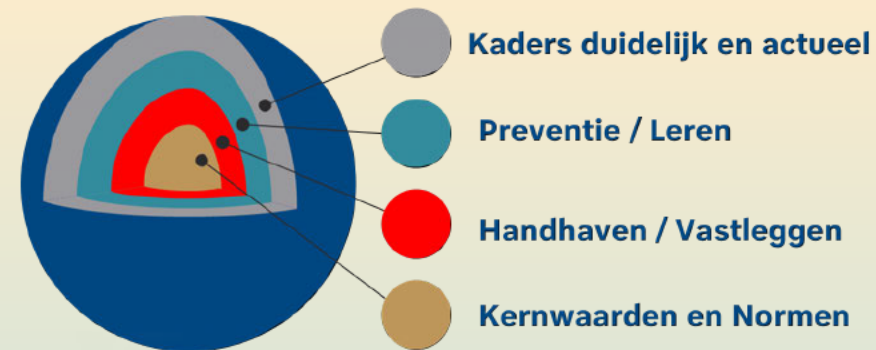 Kaders duidelijk en actueel
Preventie / Leren
Handhaven / Vastleggen
Kernwaarden en Normen